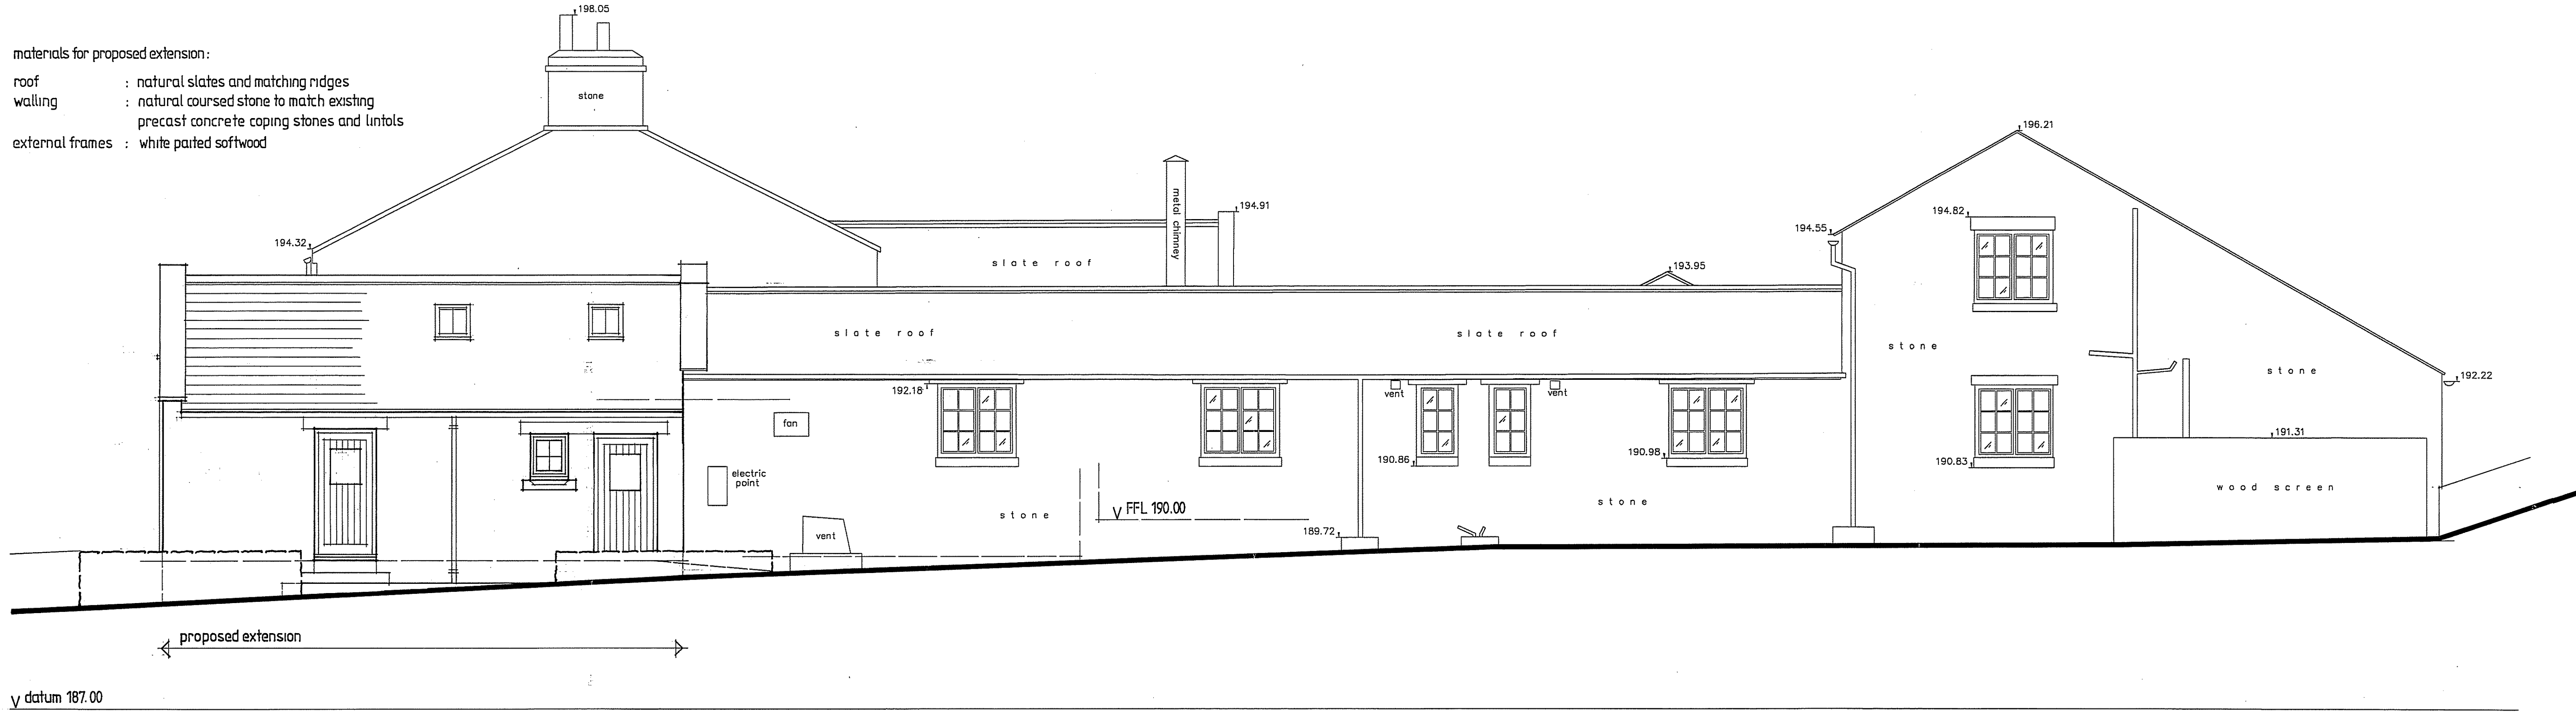 materials for proposed extension:
roof : natural slates and matching ridges
walling : natural coursed stone to match existing
precast concrete coping stones and lintols
external frames : white paited softwood
198.05
stone
194.32
slate roof
metal chimney
194.91
193.95
194.55
196.21
194.82
slate roof
slate roof
stone
stone
192.22
192.18
vent
vent
fan
electric
point
190.86
190.98
190.83
191.31
wood screen
stone
FFL 190.00
stone
vent
189.72
proposed extension
datum 187.00